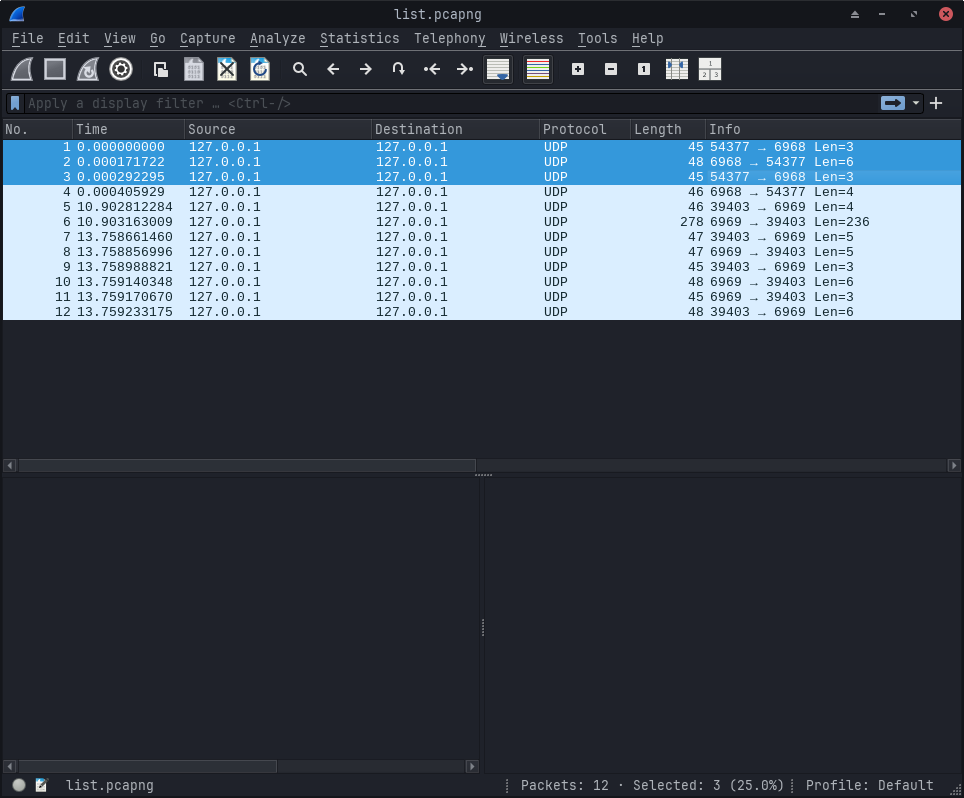 list.pcapng
File Edit View Go Capture Analyze Statistics Telephony Wireless Tools Help
Apply a display filter … <Ctrl-/>
No. Time Source Destination Protocol Length Info
1 0.000000000 127.0.0.1 127.0.0.1 UDP 45 54377 → 6968 Len=3
2 0.000171722 127.0.0.1 127.0.0.1 UDP 48 6968 → 54377 Len=6
3 0.000292295 127.0.0.1 127.0.0.1 UDP 45 54377 → 6968 Len=3
4 0.000405929 127.0.0.1 127.0.0.1 UDP 46 6968 → 54377 Len=4
5 10.902812284 127.0.0.1 127.0.0.1 UDP 46 39403 → 6969 Len=4
6 10.903163009 127.0.0.1 127.0.0.1 UDP 278 6969 → 39403 Len=236
7 13.758661460 127.0.0.1 127.0.0.1 UDP 47 39403 → 6969 Len=5
8 13.758856996 127.0.0.1 127.0.0.1 UDP 47 6969 → 39403 Len=5
9 13.758988821 127.0.0.1 127.0.0.1 UDP 45 39403 → 6969 Len=3
10 13.759140348 127.0.0.1 127.0.0.1 UDP 48 6969 → 39403 Len=6
11 13.759170670 127.0.0.1 127.0.0.1 UDP 45 6969 → 39403 Len=3
12 13.759233175 127.0.0.1 127.0.0.1 UDP 48 39403 → 6969 Len=6
list.pcapng Packets: 12 · Selected: 3 (25.0%) Profile: Default